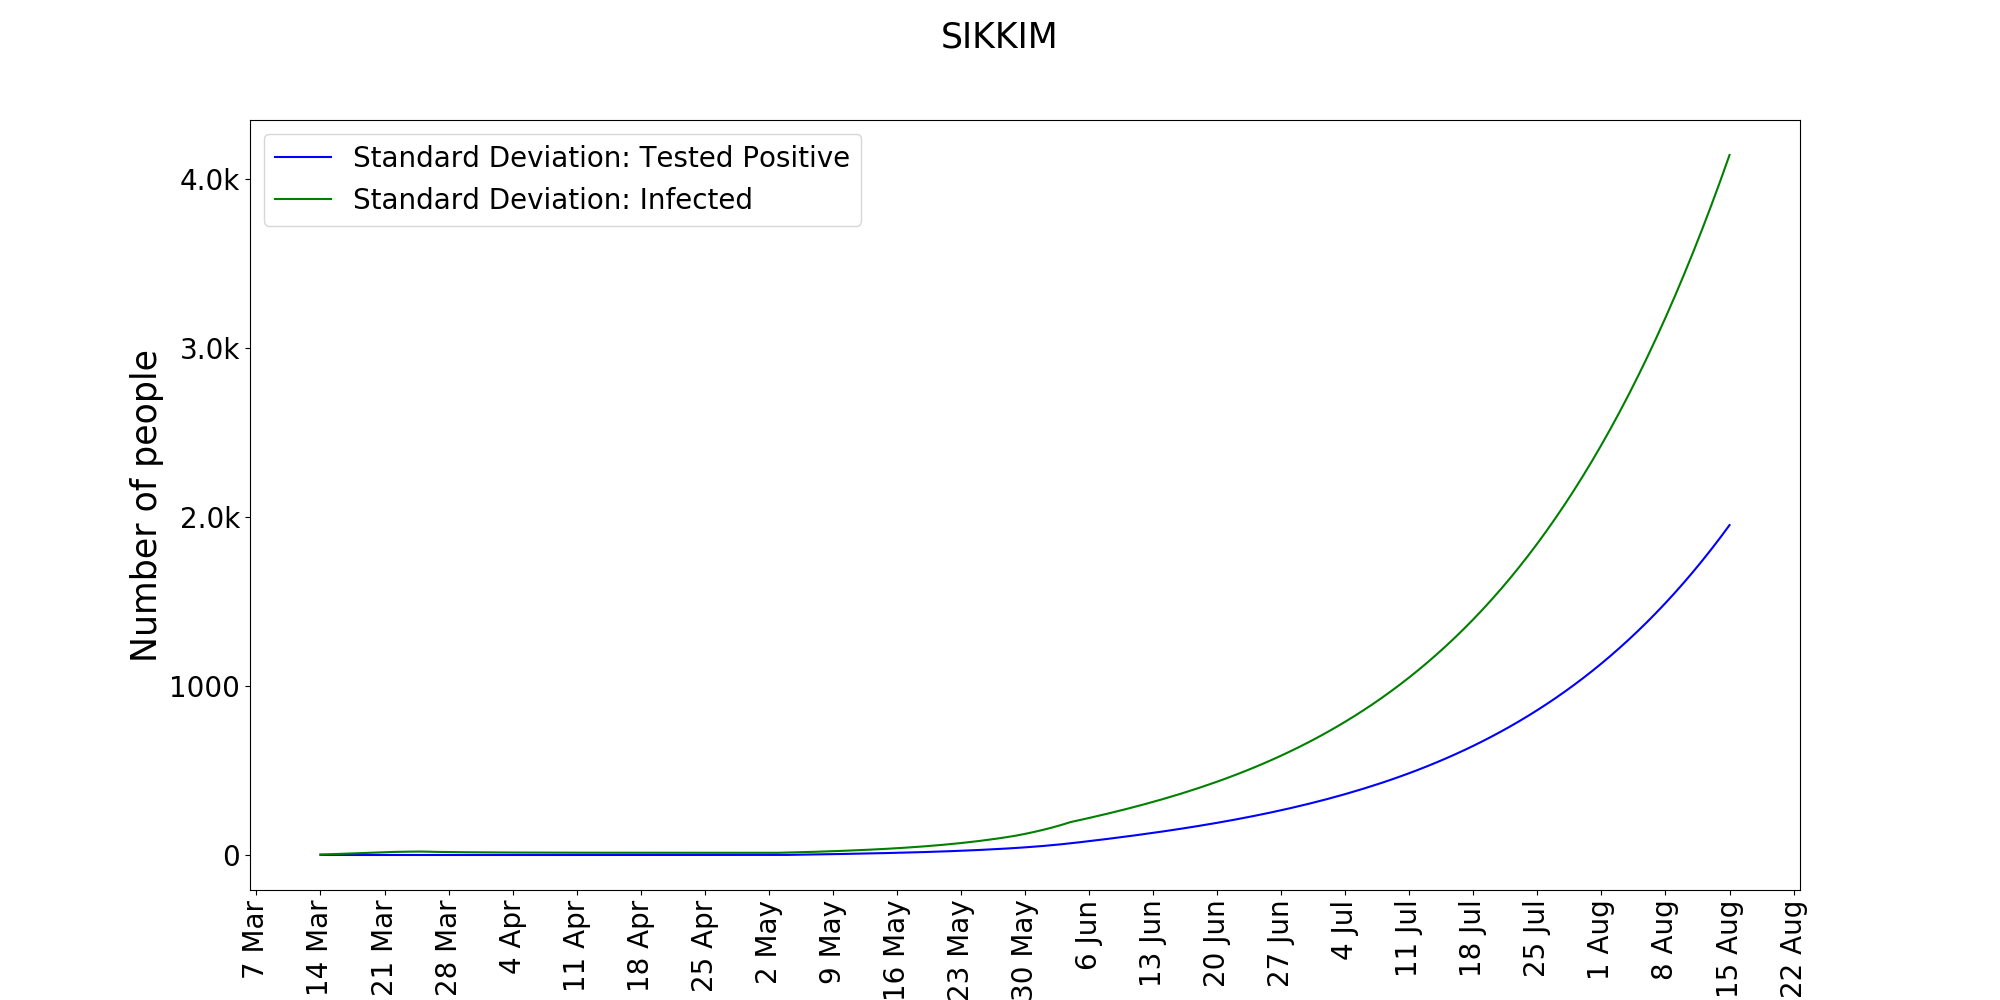 SIKKIM
Standard Deviation: Tested Positive
Standard Deviation: Infected
Number of people
4.0k
3.0k
2.0k
1000
0
7 Mar
14 Mar
21 Mar
28 Mar
4 Apr
11 Apr
18 Apr
25 Apr
2 May
9 May
16 May
23 May
30 May
6 Jun
13 Jun
20 Jun
27 Jun
4 Jul
11 Jul
18 Jul
25 Jul
1 Aug
8 Aug
15 Aug
22 Aug